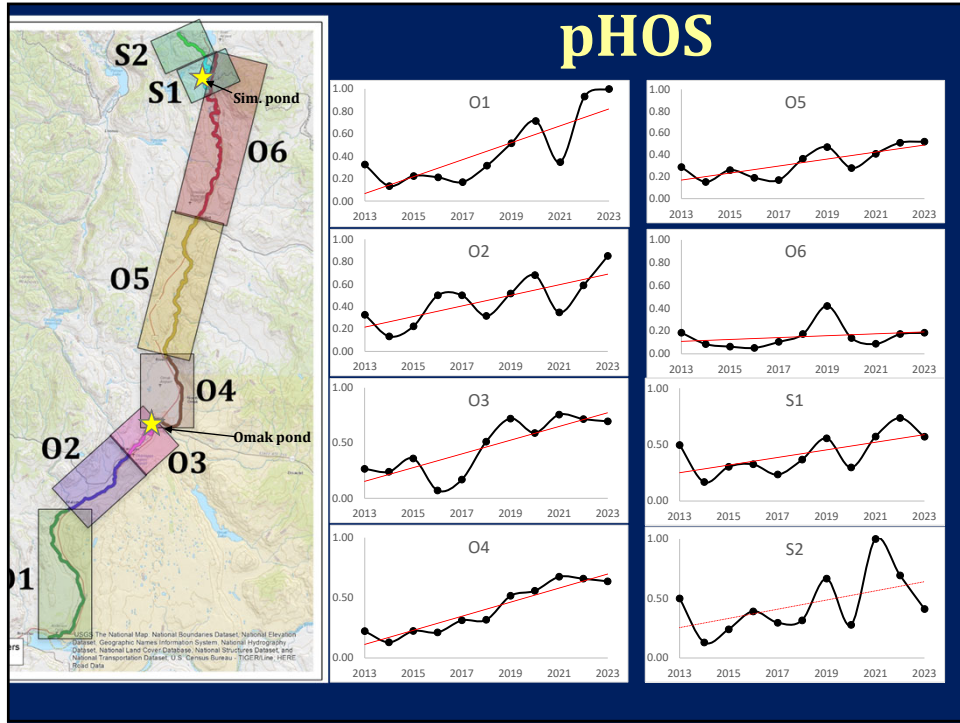 pHOS
S2
S1
Sim. pond
O6
O5
O4
Omak pond
O2
O3
O1
USGS The National Map: National Boundaries Dataset, National Elevation
Dataset, Geographic Names Information System, National Hydrography
Dataset, National Land Cover Database, National Structures Dataset, and
National Transportation Dataset; U.S. Census Bureau - TIGER/Line; HERE
Road Data
O1
1.00
0.80
0.60
0.40
0.20
0.00
2013 2015 2017 2019 2021 2023
O5
1.00
0.80
0.60
0.40
0.20
0.00
2013 2015 2017 2019 2021 2023
O2
1.00
0.80
0.60
0.40
0.20
0.00
2013 2015 2017 2019 2021 2023
O6
1.00
0.80
0.60
0.40
0.20
0.00
2013 2015 2017 2019 2021 2023
O3
1.00
0.50
0.00
2013 2015 2017 2019 2021 2023
S1
1.00
0.50
0.00
2013 2015 2017 2019 2021 2023
O4
1.00
0.50
0.00
2013 2015 2017 2019 2021 2023
S2
1.00
0.50
0.00
2013 2015 2017 2019 2021 2023